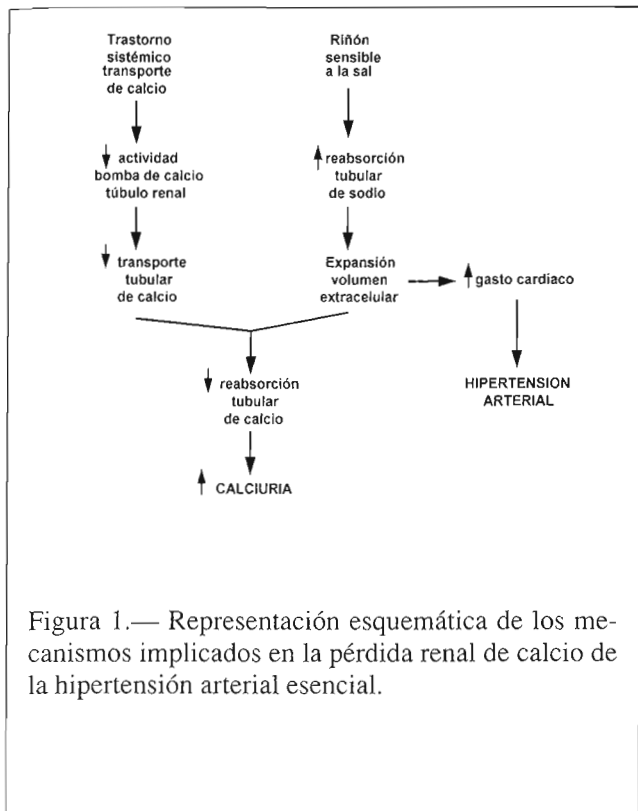 Trastorno
sistémico
transporte
de calcio
Riñón
sensible
a la sal
↓ actividad
bomba de calcio
túbulo renal
↑ reabsorción
tubular
de sodio
↓ transporte
tubular
de calcio
Expansión
volumen
extracelular
↑ gasto cardiaco
↓ reabsorción
tubular
de calcio
HIPERTENSION
ARTERIAL
↑ CALCIURIA
Figura 1.— Representación esquemática de los me-
canismos implicados en la pérdida renal de calcio de
la hipertensión arterial esencial.